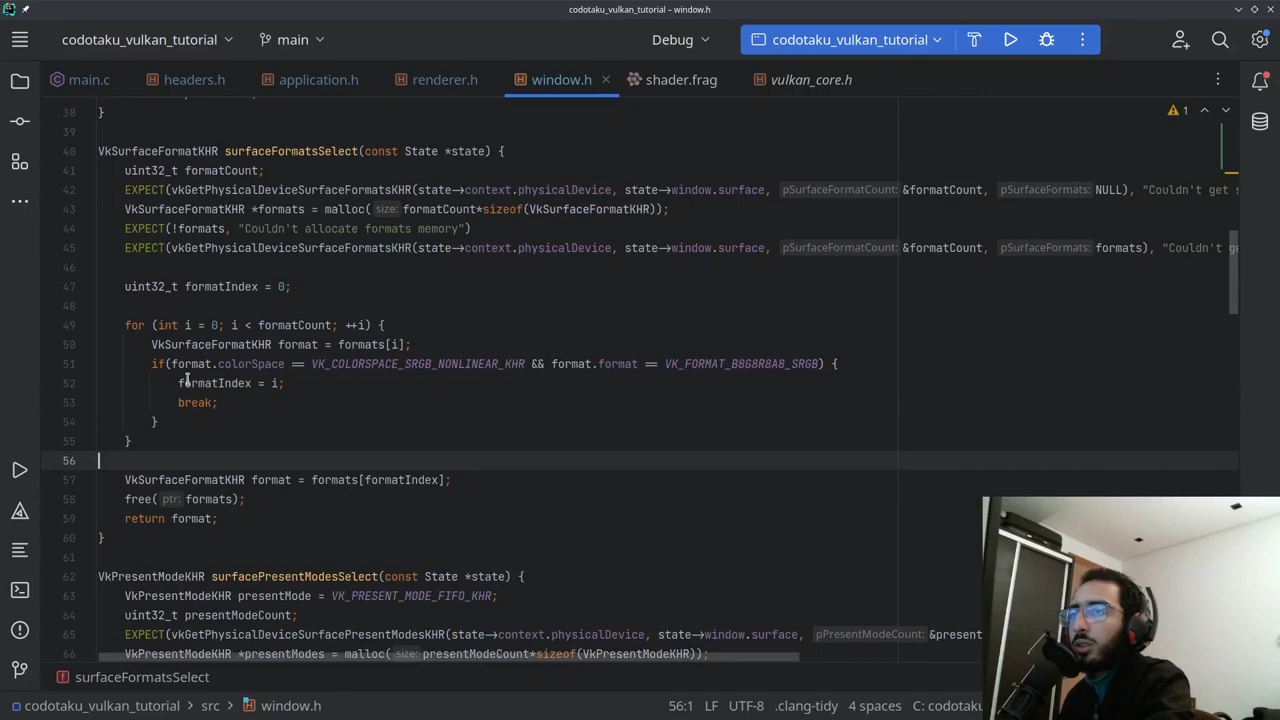 codotaku_vulkan_tutorial – window.h
codotaku_vulkan_tutorial
main
Debug
codotaku_vulkan_tutorial
main.c
headers.h
application.h
renderer.h
window.h
shader.frag
vulkan_core.h
1
38 }
39
40 VkSurfaceFormatKHR surfaceFormatsSelect(const State *state) {
41 uint32_t formatCount;
42 EXPECT(vkGetPhysicalDeviceSurfaceFormatsKHR(state->context.physicalDevice, state->window.surface, pSurfaceFormatCount: &formatCount, pSurfaceFormats: NULL), "Couldn't get s
43 VkSurfaceFormatKHR *formats = malloc( size: formatCount*sizeof(VkSurfaceFormatKHR));
44 EXPECT(!formats, "Couldn't allocate formats memory")
45 EXPECT(vkGetPhysicalDeviceSurfaceFormatsKHR(state->context.physicalDevice, state->window.surface, pSurfaceFormatCount: &formatCount, pSurfaceFormats: formats), "Couldn't ge
46
47 uint32_t formatIndex = 0;
48
49 for (int i = 0; i < formatCount; ++i) {
50 VkSurfaceFormatKHR format = formats[i];
51 if(format.colorSpace == VK_COLORSPACE_SRGB_NONLINEAR_KHR && format.format == VK_FORMAT_B8G8R8A8_SRGB) {
52 formatIndex = i;
53 break;
54 }
55 }
56
57 VkSurfaceFormatKHR format = formats[formatIndex];
58 free( ptr: formats);
59 return format;
60 }
61
62 VkPresentModeKHR surfacePresentModesSelect(const State *state) {
63 VkPresentModeKHR presentMode = VK_PRESENT_MODE_FIFO_KHR;
64 uint32_t presentModeCount;
65 EXPECT(vkGetPhysicalDeviceSurfacePresentModesKHR(state->context.physicalDevice, state->window.surface, pPresentModeCount: &present
66 VkPresentModeKHR *presentModes = malloc( size: presentModeCount*sizeof(VkPresentModeKHR));
f surfaceFormatsSelect
codotaku_vulkan_tutorial > src > window.h
56:1 LF UTF-8 .clang-tidy 4 spaces C: codotaku